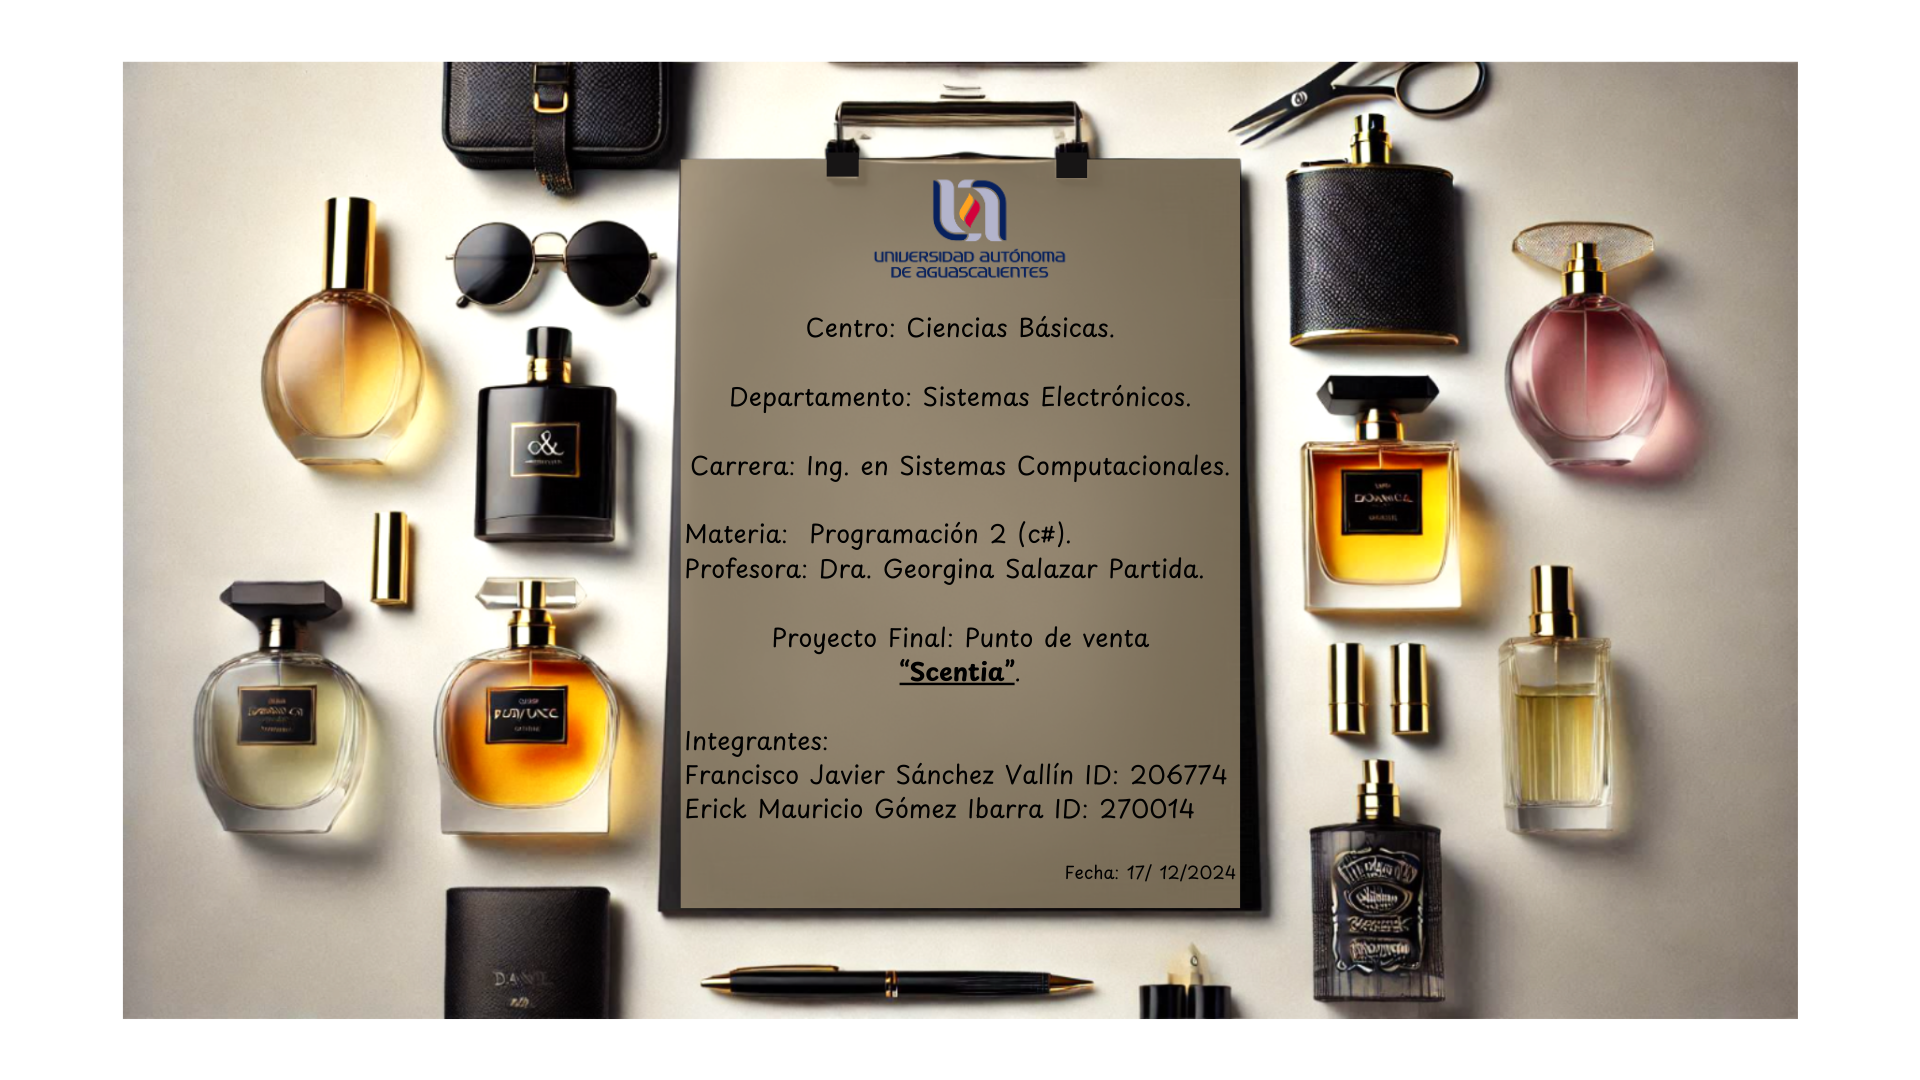 UNIVERSIDAD AUTÓNOMA
DE AGUASCALIENTES
Centro: Ciencias Básicas.
Departamento: Sistemas Electrónicos.
Carrera: Ing. en Sistemas Computacionales.
Materia:  Programación 2 (c#).
Profesora: Dra. Georgina Salazar Partida.
Proyecto Final: Punto de venta
“Scentia”.
Integrantes:
Francisco Javier Sánchez Vallín ID: 206774
Erick Mauricio Gómez Ibarra ID: 270014
Fecha: 17/ 12/2024